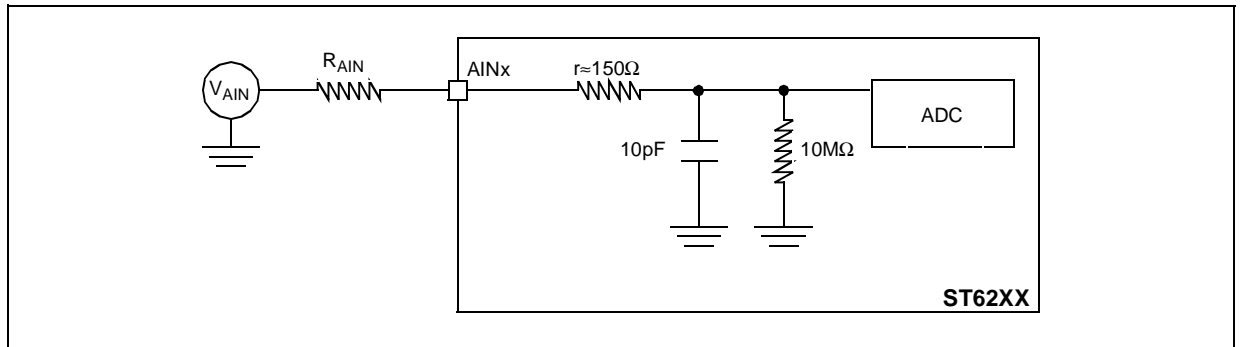 R_AIN
AINx
r≈150Ω
V_AIN
ADC
10pF
10MΩ
ST62XX